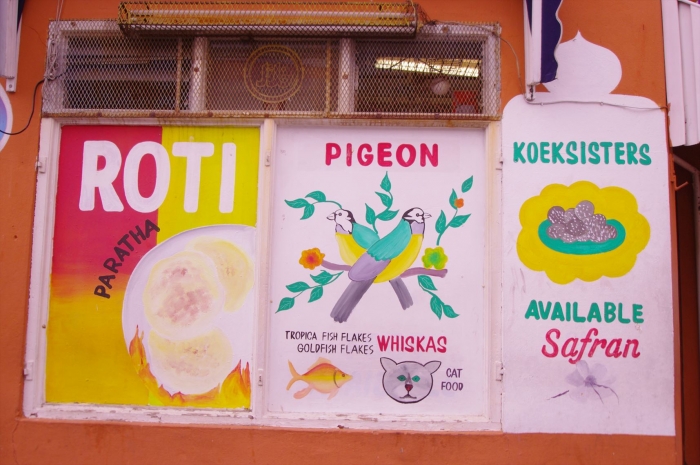 ROTI
PARATHA
PIGEON
TROPICA FISH FLAKES
GOLDFISH FLAKES
WHISKAS
CAT
FOOD
KOEKSISTERS
AVAILABLE
Safran